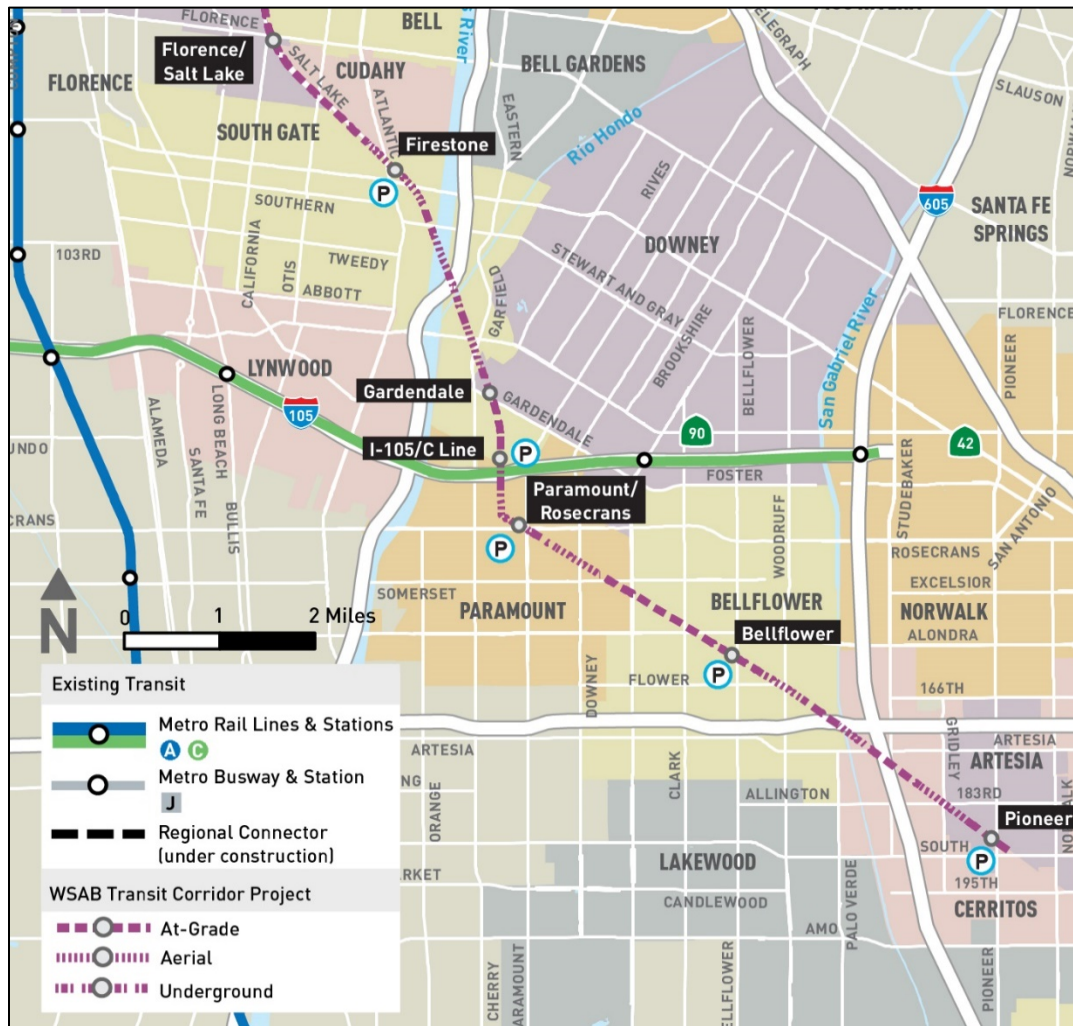 FLORENCE
BELL
River
TELEGRAPH
Florence/
Salt Lake
SALT LAKE
CUDAHY
BELL GARDENS
FLORENCE
ATLANTIC
EASTERN
Rio Hondo
SLAUSON
SOUTH GATE
Firestone
P
RIVES
605
SANTA FE
SPRINGS
SOUTHERN
DOWNEY
103RD
CALIFORNIA
OTIS
TWEEDY
ABBOTT
GARFIELD
STEWART AND GRAY
BROOKSHIRE
BELLFLOWER
San Gabriel River
FLORENCE
PIONEER
LYNWOOD
105
Gardendale
GARDENDALE
ALAMEDA
SANTA FE
LONG BEACH
BULLIS
I-105/C Line
P
90
42
FOSTER
Paramount/
Rosecrans
P
WOODRUFF
STUDEBAKER
SAN ANTONIO
ROSECRANS
EXCELSIOR
N
0 1 2 Miles
SOMERSET
PARAMOUNT
BELLFLOWER
NORWALK
ALONDRA
Bellflower
P
DOWNEY
FLOWER
166TH
GRIDLEY
ARTESIA
ARTESIA
ARTESIA
183RD
ORANGE
CLARK
ALLINGTON
Pioneer
P
SOUTH
195TH
LAKEWOOD
CANDLEWOOD
PALO VERDE
CERRITOS
CHERRY
PARAMOUNT
BELLFLOWER
PIONEER
Existing Transit
Metro Rail Lines & Stations
A C
Metro Busway & Station
J
Regional Connector
(under construction)
WSAB Transit Corridor Project
At-Grade
Aerial
Underground